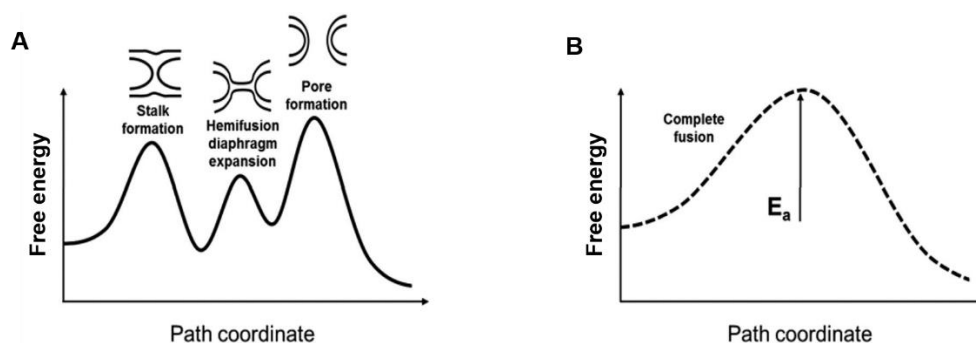 A
Stalk
formation
Hemifusion
diaphragm
expansion
Pore
formation
Free energy
Path coordinate
B
Complete
fusion
Ea
Free energy
Path coordinate